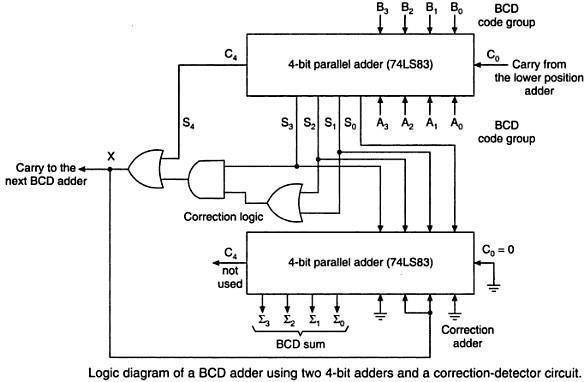 B3 B2 B1 B0
BCD
code group
C4
4-bit parallel adder (74LS83)
C0
Carry from
the lower position
adder
S4
S3 S2 S1 S0
A3 A2 A1 A0
BCD
code group
X
Carry to the
next BCD adder
Correction logic
C4
not
used
4-bit parallel adder (74LS83)
C0 = 0
Σ3 Σ2 Σ1 Σ0
BCD sum
Correction
adder
Logic diagram of a BCD adder using two 4-bit adders and a correction-detector circuit.